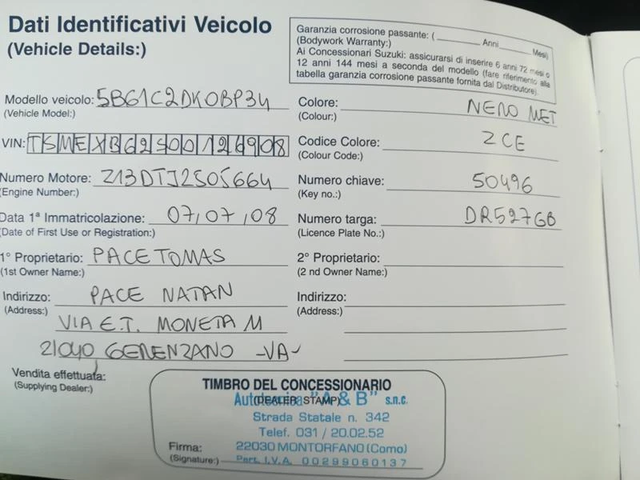 Dati Identificativi Veicolo
(Vehicle Details:)
Garanzia corrosione passante: ( ____ Anni ____ Mesi)
(Bodywork Warranty:)
Ai Concessionari Suzuki: assicurarsi di inserire 6 anni 72 mesi o
12 anni 144 mesi a seconda del modello (fare riferimento alla
tabella garanzia corrosione passante fornita dal Distributore).
Modello veicolo: 5B61C2DKOBP34
(Vehicle Model:)
VIN: TSMEXB62S00126908
Numero Motore: Z13DTJ2505664
(Engine Number:)
Data 1ª Immatricolazione: 07/07/08
(Date of First Use or Registration:)
1° Proprietario: PACE TOMAS
(1st Owner Name:)
Indirizzo: PACE NATAN
(Address:)
VIA E.T. MONETA
21040 GERENZANO -VA-
Vendita effettuata:
(Supplying Dealer:)
Colore: NERO MET
(Colour:)
Codice Colore: ZCE
(Colour Code:)
Numero chiave: 50496
(Key no.:)
Numero targa: DR527GB
(Licence Plate No.:)
2° Proprietario:
(2 nd Owner Name:)
Indirizzo:
(Address:)
TIMBRO DEL CONCESSIONARIO
(DEALER STAMP)
"A & B" s.n.c.
Strada Statale n. 342
Telef. 031 / 20.02.52
Firma: 22030 MONTORFANO (Como)
(Signature:) Part. I.V.A. 00299060137